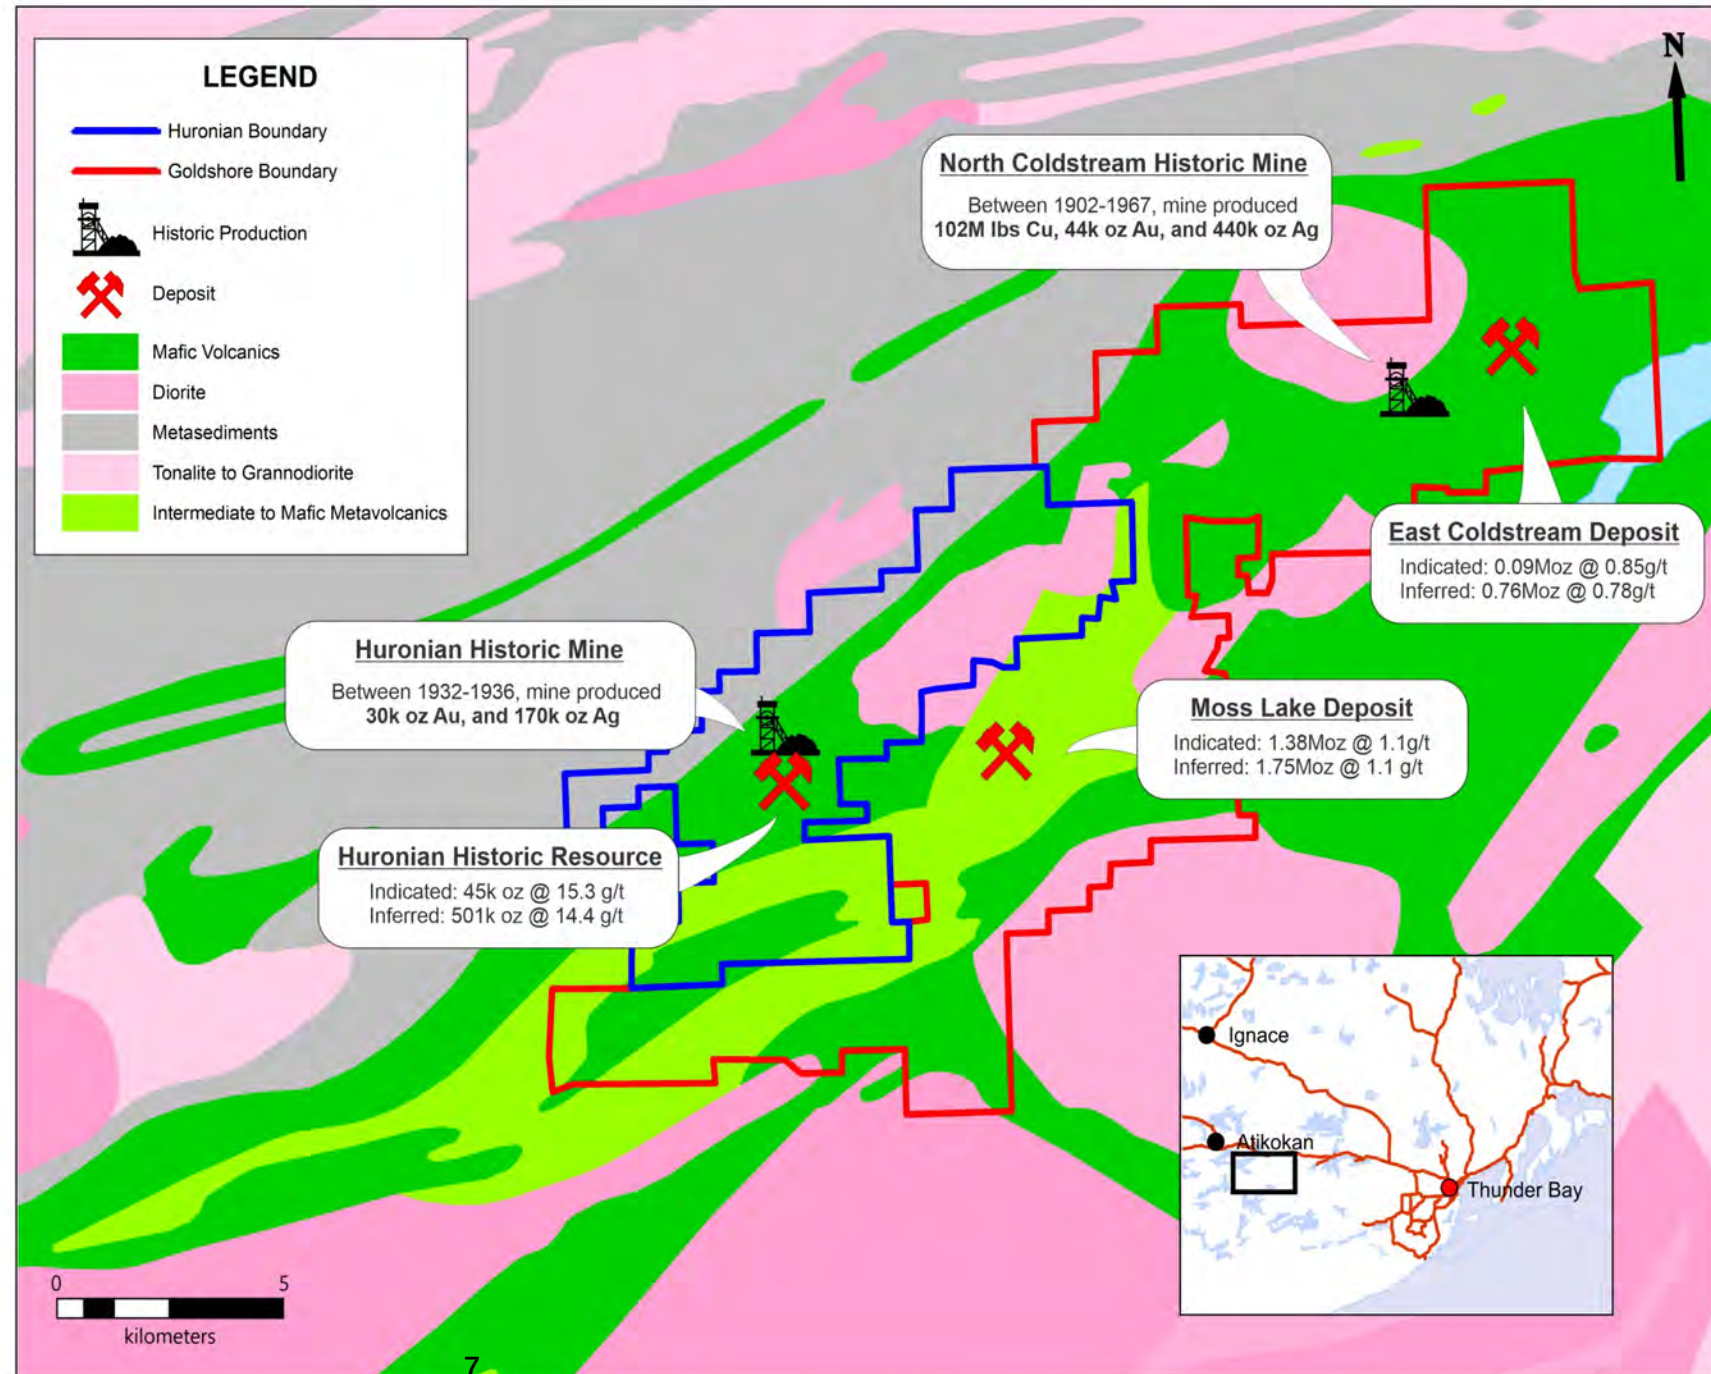 LEGEND
Huronian Boundary
Goldshore Boundary
Historic Production
Deposit
Mafic Volcanics
Diorite
Metasediments
Tonalite to Grannodiorite
Intermediate to Mafic Metavolcanics
N
North Coldstream Historic Mine
Between 1902-1967, mine produced
102M lbs Cu, 44k oz Au, and 440k oz Ag
East Coldstream Deposit
Indicated: 0.09Moz @ 0.85g/t
Inferred: 0.76Moz @ 0.78g/t
Huronian Historic Mine
Between 1932-1936, mine produced
30k oz Au, and 170k oz Ag
Moss Lake Deposit
Indicated: 1.38Moz @ 1.1g/t
Inferred: 1.75Moz @ 1.1 g/t
Huronian Historic Resource
Indicated: 45k oz @ 15.3 g/t
Inferred: 501k oz @ 14.4 g/t
Ignace
Atikokan
Thunder Bay
0 5
kilometers
7